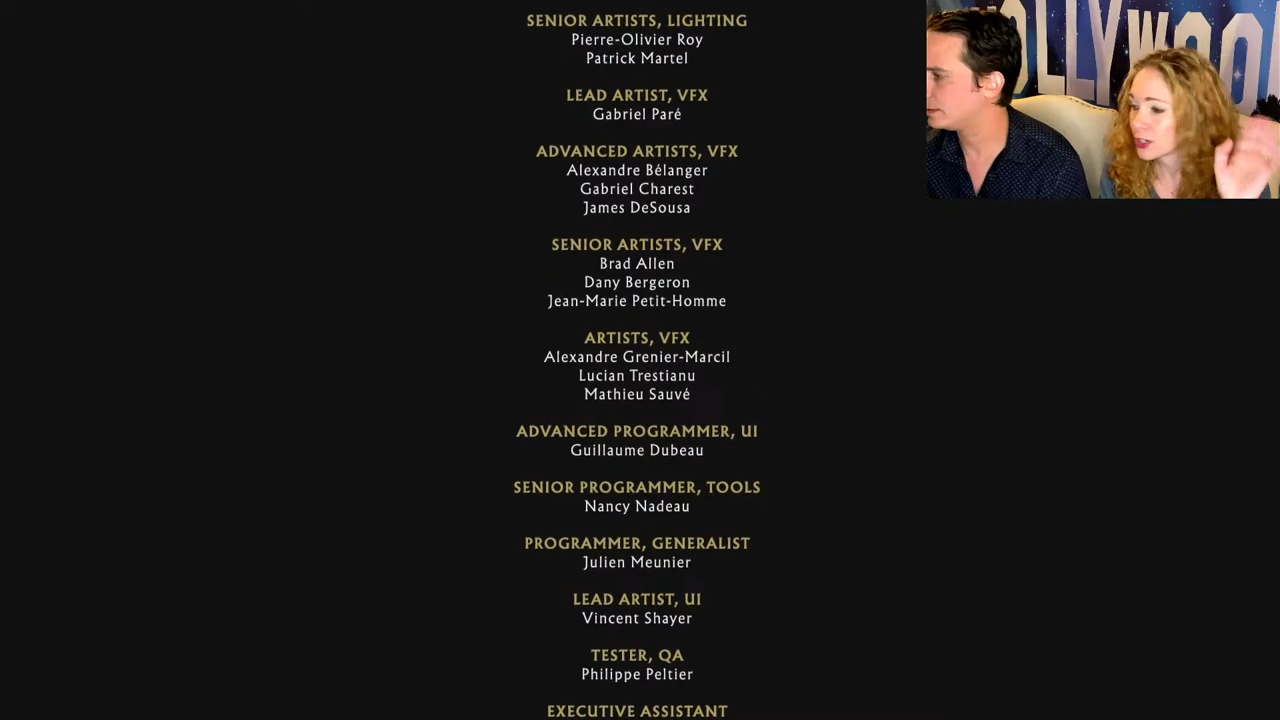 SENIOR ARTISTS, LIGHTING
Pierre-Olivier Roy
Patrick Martel
LEAD ARTIST, VFX
Gabriel Paré
ADVANCED ARTISTS, VFX
Alexandre Bélanger
Gabriel Charest
James DeSousa
SENIOR ARTISTS, VFX
Brad Allen
Dany Bergeron
Jean-Marie Petit-Homme
ARTISTS, VFX
Alexandre Grenier-Marcil
Lucian Trestianu
Mathieu Sauvé
ADVANCED PROGRAMMER, UI
Guillaume Dubeau
SENIOR PROGRAMMER, TOOLS
Nancy Nadeau
PROGRAMMER, GENERALIST
Julien Meunier
LEAD ARTIST, UI
Vincent Shayer
TESTER, QA
Philippe Peltier
EXECUTIVE ASSISTANT
OLLYWOO